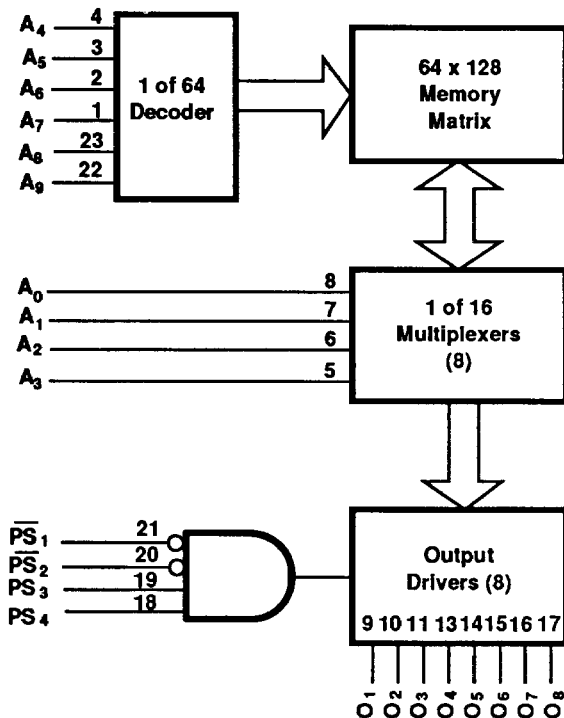 A4 4
A5 3
A6 2
A7 1
A8 23
A9 22
1 of 64
Decoder
64 x 128
Memory
Matrix
A0 8
A1 7
A2 6
A3 5
1 of 16
Multiplexers
(8)
P̅S̅1 21
P̅S̅2 20
PS3 19
PS4 18
Output
Drivers (8)
9 10 11 13 14 15 16 17
O1 O2 O3 O4 O5 O6 O7 O8